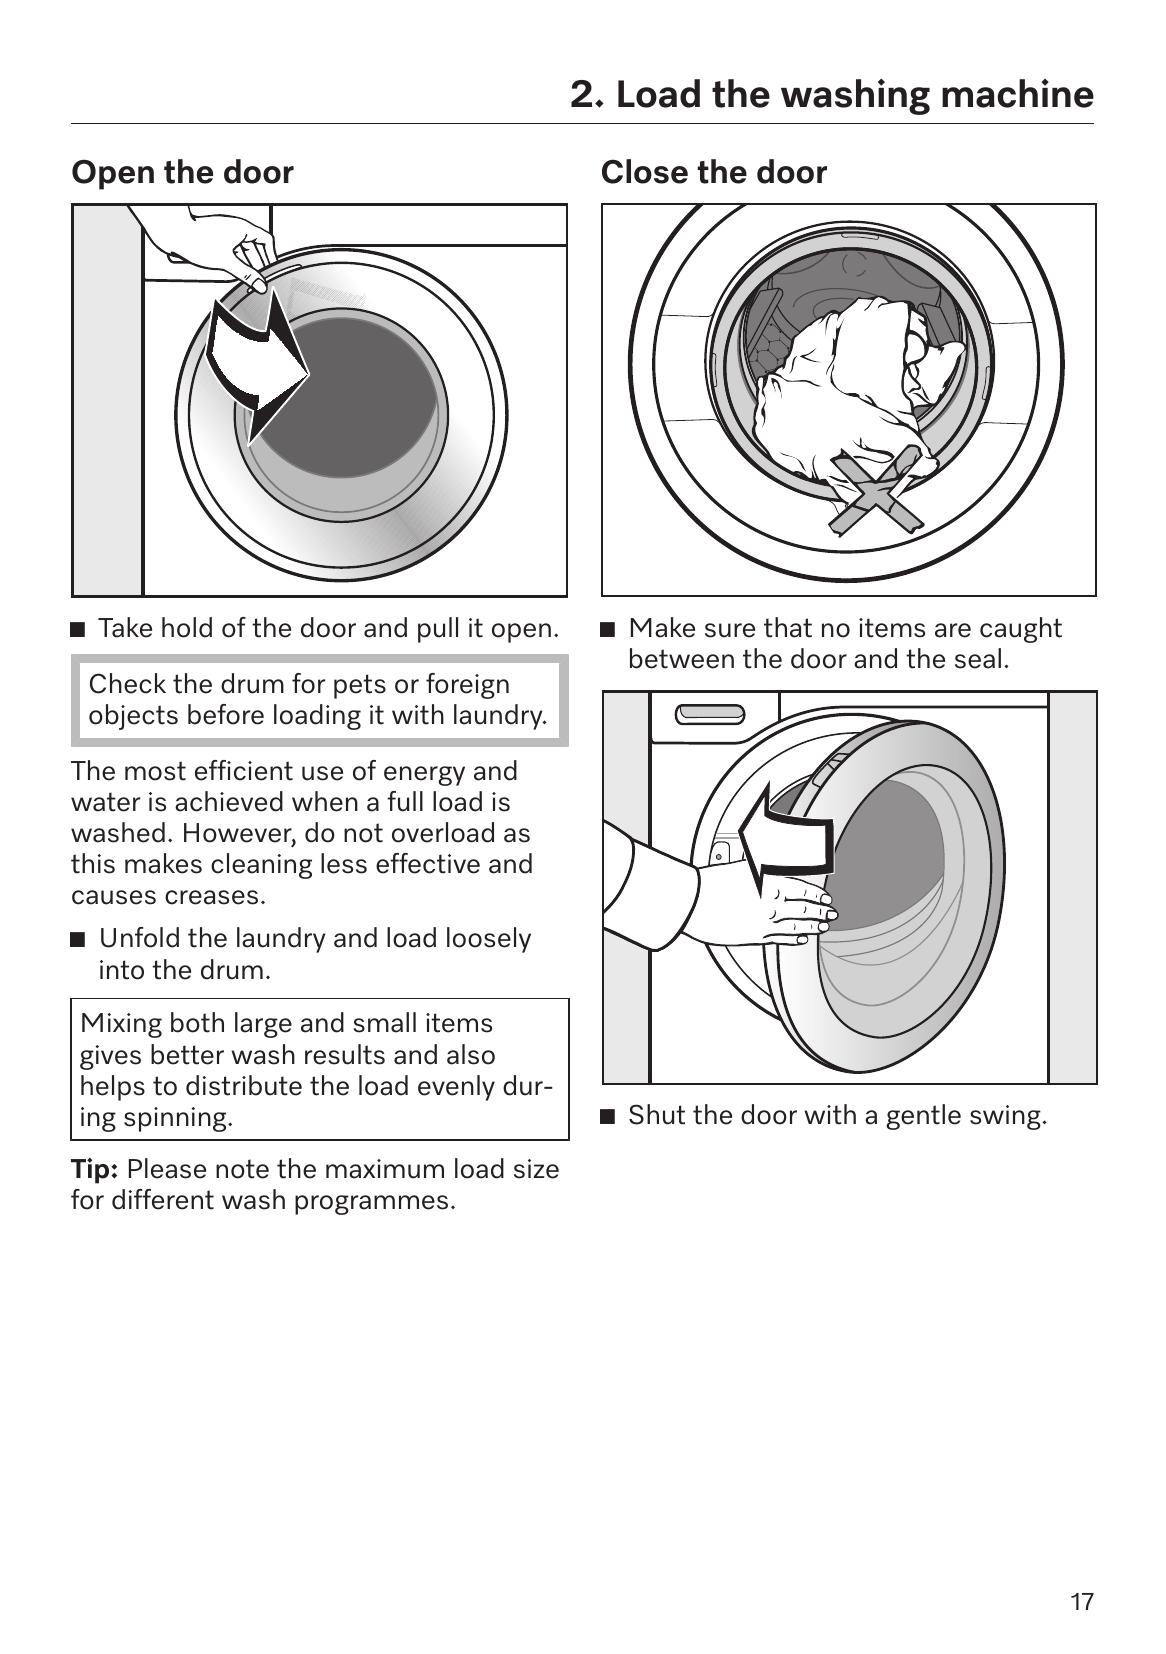 2. Load the washing machine
Open the door
■ Take hold of the door and pull it open.
Check the drum for pets or foreign
objects before loading it with laundry.
The most efficient use of energy and
water is achieved when a full load is
washed. However, do not overload as
this makes cleaning less effective and
causes creases.
■ Unfold the laundry and load loosely
into the drum.
Mixing both large and small items
gives better wash results and also
helps to distribute the load evenly dur-
ing spinning.
Tip: Please note the maximum load size
for different wash programmes.
Close the door
■ Make sure that no items are caught
between the door and the seal.
■ Shut the door with a gentle swing.
17